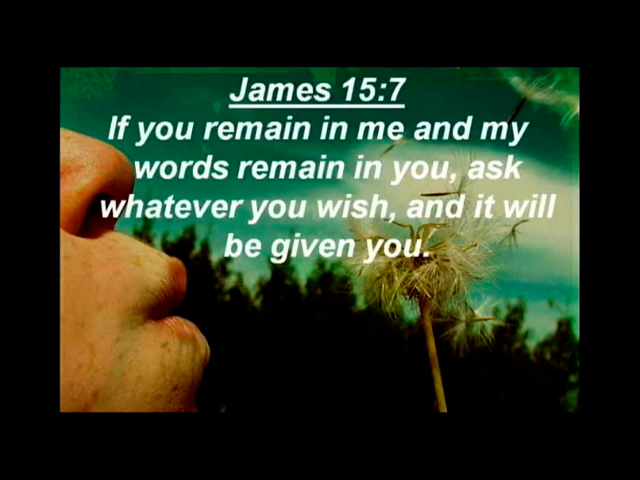 James 15:7
If you remain in me and my
words remain in you, ask
whatever you wish, and it will
be given you.